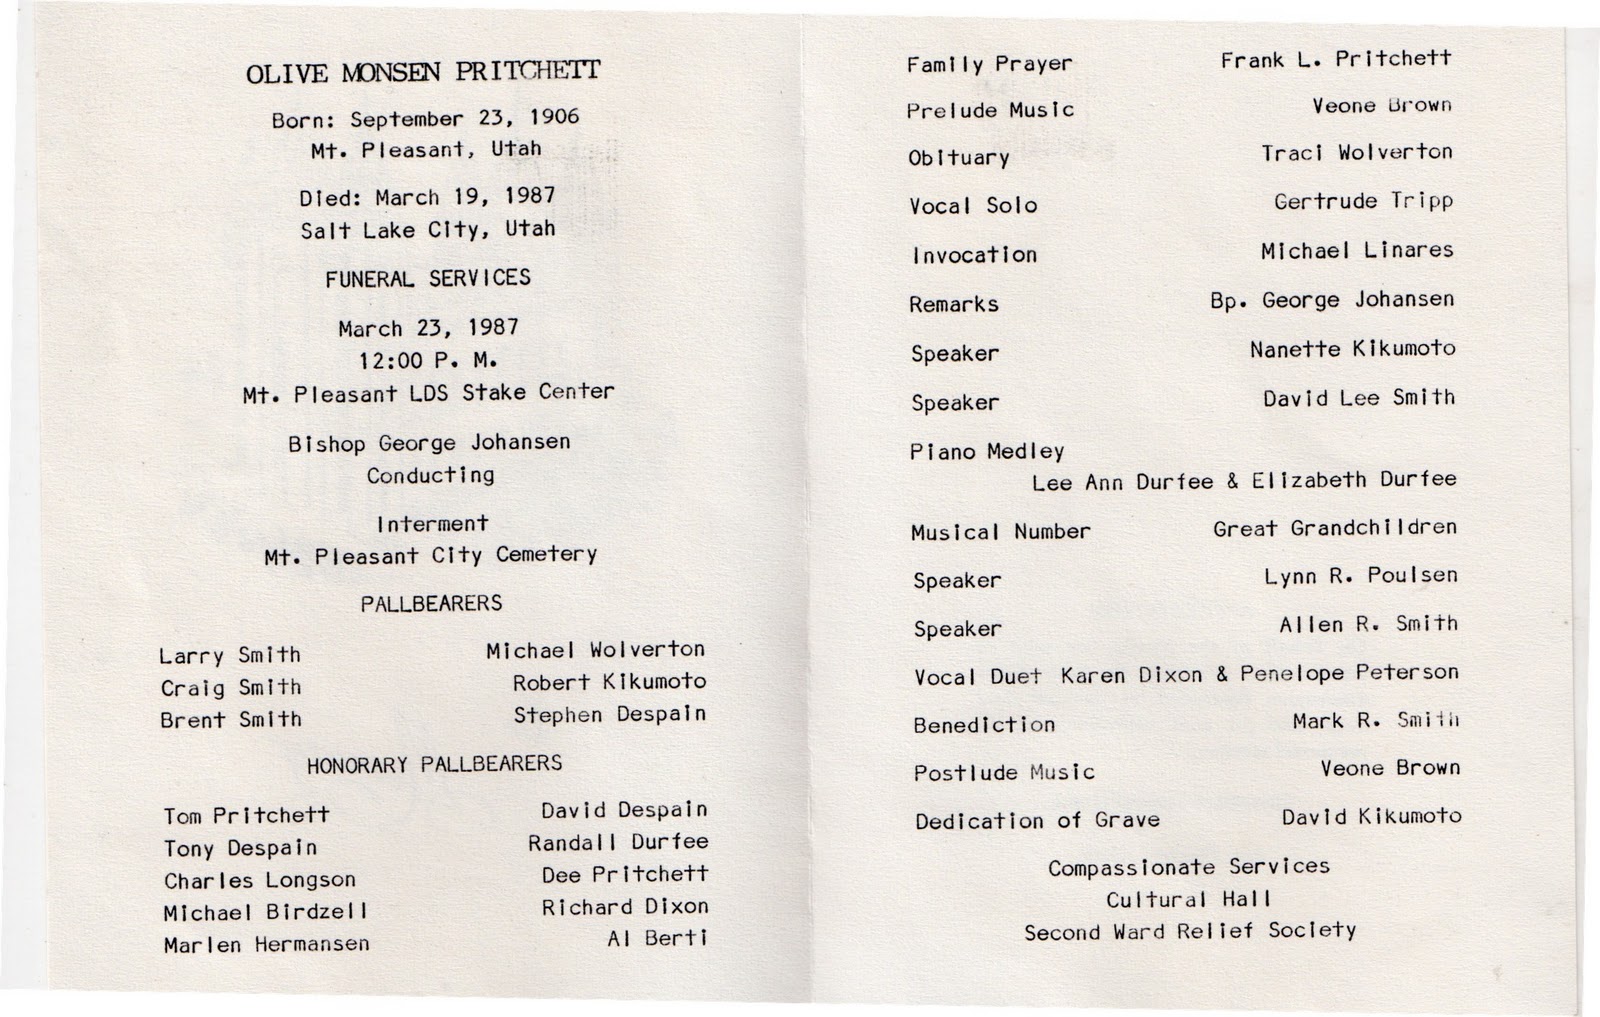 OLIVE MONSEN PRITCHETT
Born: September 23, 1906
Mt. Pleasant, Utah
Died: March 19, 1987
Salt Lake City, Utah
FUNERAL SERVICES
March 23, 1987
12:00 P. M.
Mt. Pleasant LDS Stake Center
Bishop George Johansen
Conducting
Interment
Mt. Pleasant City Cemetery
PALLBEARERS
Larry Smith Michael Wolverton
Craig Smith Robert Kikumoto
Brent Smith Stephen Despain
HONORARY PALLBEARERS
Tom Pritchett David Despain
Tony Despain Randall Durfee
Charles Longson Dee Pritchett
Michael Birdzell Richard Dixon
Marlen Hermansen Al Berti
Family Prayer Frank L. Pritchett
Prelude Music Veone Brown
Obituary Traci Wolverton
Vocal Solo Gertrude Tripp
Invocation Michael Linares
Remarks Bp. George Johansen
Speaker Nanette Kikumoto
Speaker David Lee Smith
Piano Medley
Lee Ann Durfee & Elizabeth Durfee
Musical Number Great Grandchildren
Speaker Lynn R. Poulsen
Speaker Allen R. Smith
Vocal Duet Karen Dixon & Penelope Peterson
Benediction Mark R. Smith
Postlude Music Veone Brown
Dedication of Grave David Kikumoto
Compassionate Services
Cultural Hall
Second Ward Relief Society